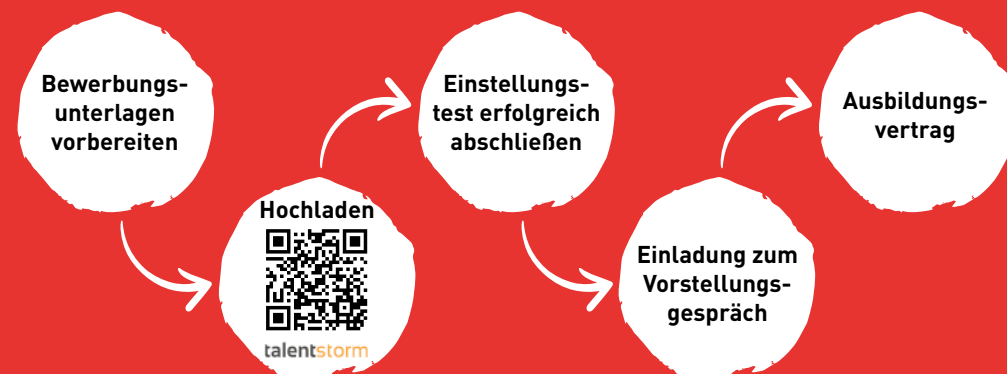 Bewerbungs-
unterlagen
vorbereiten
Hochladen
talentstorm
Einstellungs-
test erfolgreich
abschließen
Einladung zum
Vorstellungs-
gespräch
Ausbildungs-
vertrag